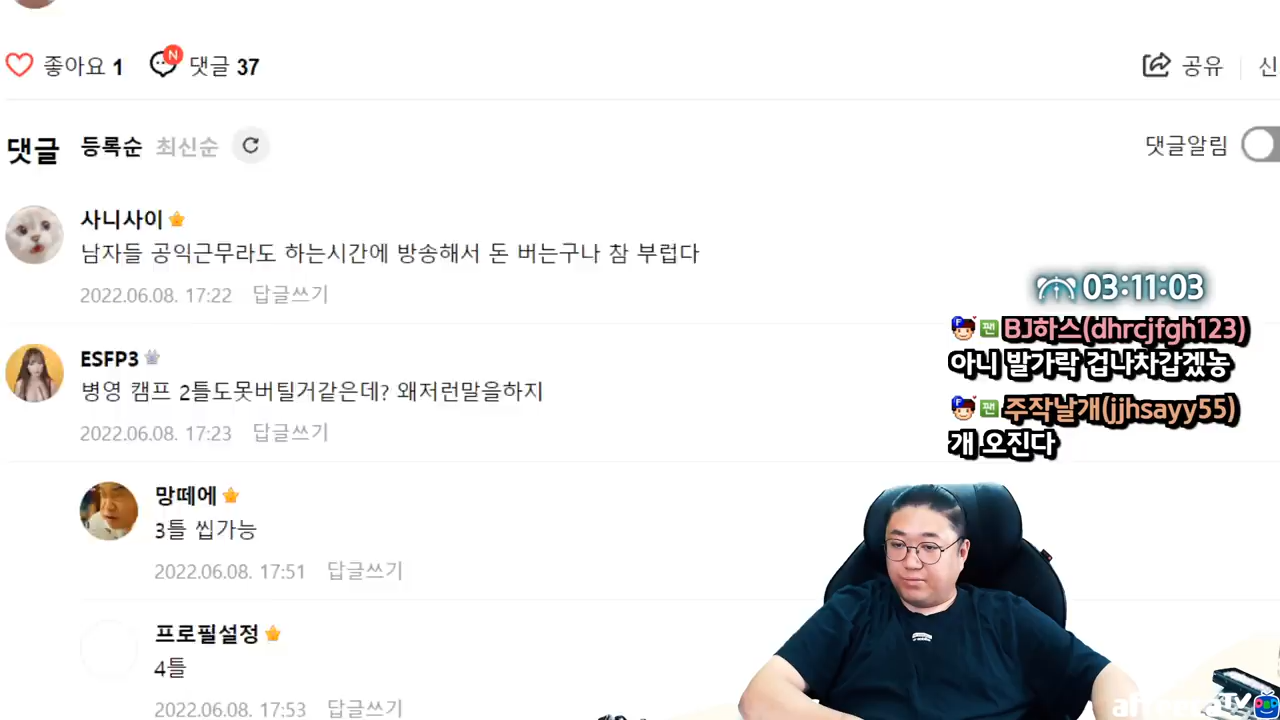 좋아요 1
N
댓글 37
공유
신
댓글 등록순 최신순
댓글알림
사니사이
남자들 공익근무라도 하는시간에 방송해서 돈 버는구나 참 부럽다
2022.06.08. 17:22 답글쓰기
ESFP3
병영 캠프 2틀도못버틸거같은데? 왜저런말을하지
2022.06.08. 17:23 답글쓰기
망떼에
3틀 씹가능
2022.06.08. 17:51 답글쓰기
프로필설정
4틀
2022.06.08. 17:53 답글쓰기
03:11:03
F 팬 BJ하스(dhrcjfgh123)
아니 발가락 겁나차갑겠농
F 팬 주작날개(jjhsayy55)
개 오진다